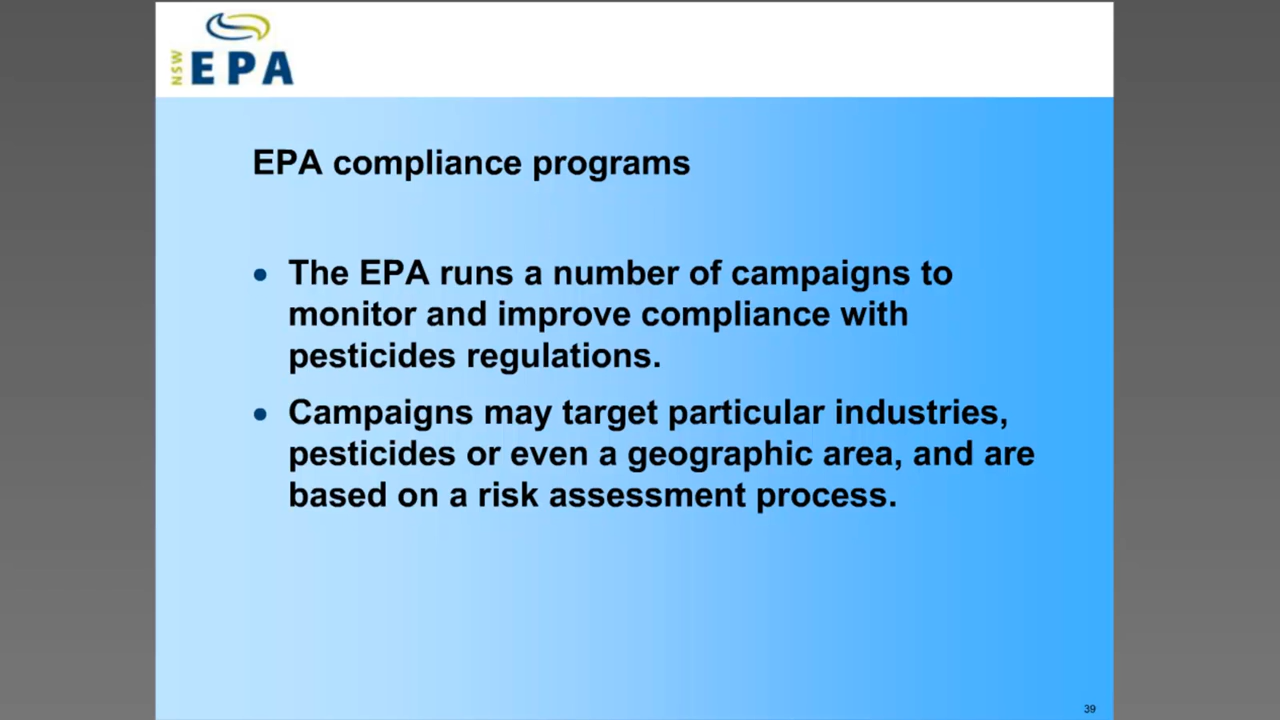 NSW EPA
EPA compliance programs
• The EPA runs a number of campaigns to
monitor and improve compliance with
pesticides regulations.
• Campaigns may target particular industries,
pesticides or even a geographic area, and are
based on a risk assessment process.
39